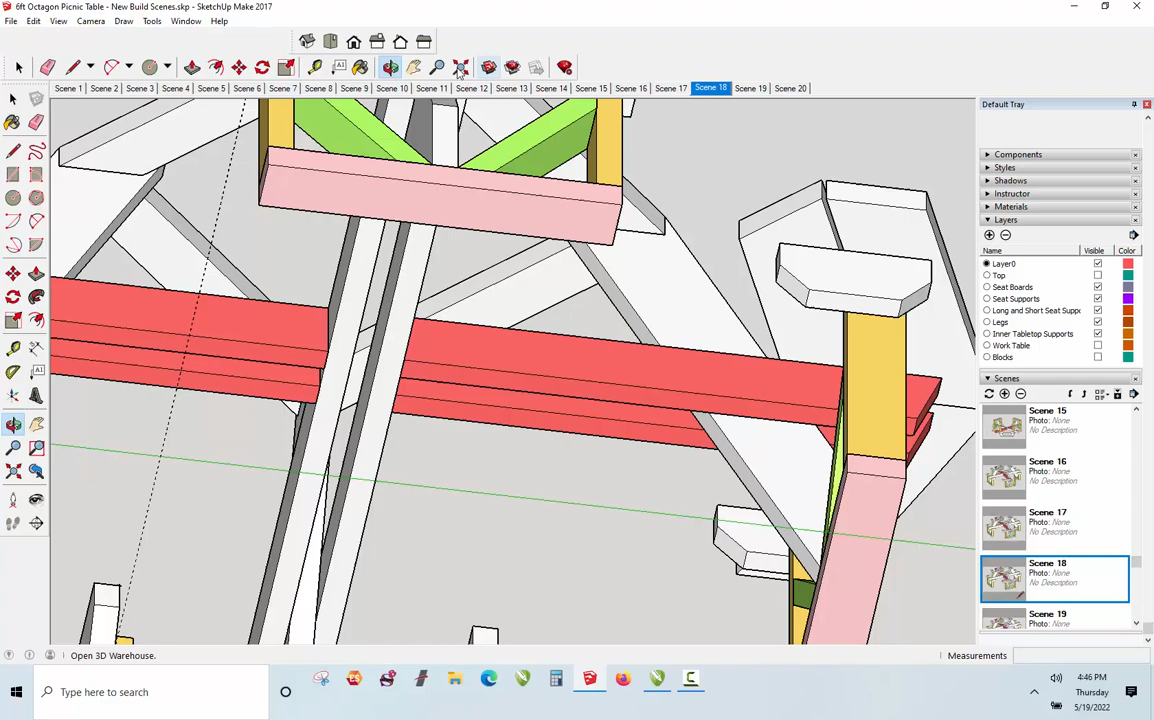 6ft Octagon Picnic Table - New Build Scenes.skp - SketchUp Make 2017
File Edit View Camera Draw Tools Window Help
Scene 1 Scene 2 Scene 3 Scene 4 Scene 5 Scene 6 Scene 7 Scene 8 Scene 9 Scene 10 Scene 11 Scene 12 Scene 13 Scene 14 Scene 15 Scene 16 Scene 17 Scene 18 Scene 19 Scene 20
Default Tray
Components
Styles
Shadows
Instructor
Materials
Layers
Name Visible Color
Layer0
Top
Seat Boards
Seat Supports
Long and Short Seat Suppo
Legs
Inner Tabletop Supports
Work Table
Blocks
Scenes
Scene 15
Photo: None
No Description
Scene 16
Photo: None
No Description
Scene 17
Photo: None
No Description
Scene 18
Photo: None
No Description
Scene 19
Open 3D Warehouse.
Measurements
Type here to search
4:46 PM
Thursday
5/19/2022